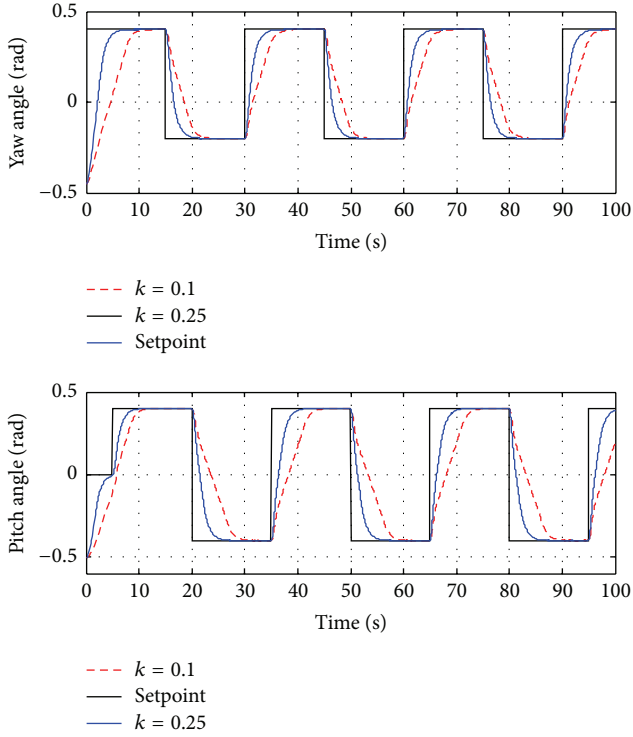 0.5
0
−0.5
Yaw angle (rad)
0 10 20 30 40 50 60 70 80 90 100
Time (s)
k = 0.1
k = 0.25
Setpoint
0.5
0
−0.5
Pitch angle (rad)
0 10 20 30 40 50 60 70 80 90 100
Time (s)
k = 0.1
Setpoint
k = 0.25